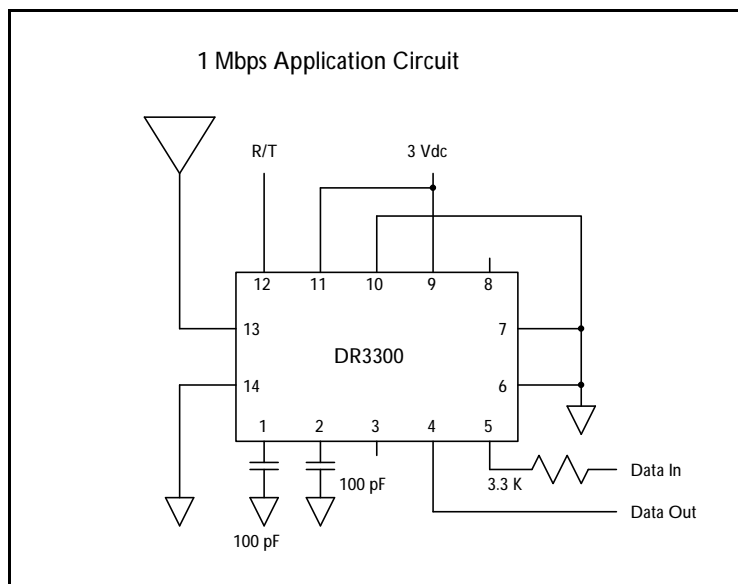 1 Mbps Application Circuit
R/T
3 Vdc
12
11
10
9
8
13
7
DR3300
14
6
1
2
3
4
5
100 pF
3.3 K
Data In
Data Out
100 pF